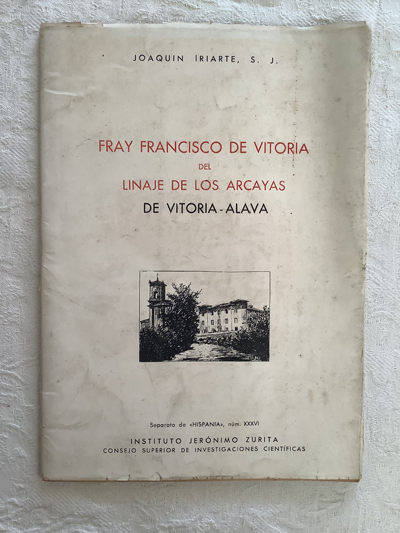 JOAQUIN IRIARTE, S. J.
FRAY FRANCISCO DE VITORIA
DEL
LINAJE DE LOS ARCAYAS
DE VITORIA-ALAVA
Separata de «HISPANIA», núm. XXXVI
INSTITUTO JERÓNIMO ZURITA
CONSEJO SUPERIOR DE INVESTIGACIONES CIENTÍFICAS